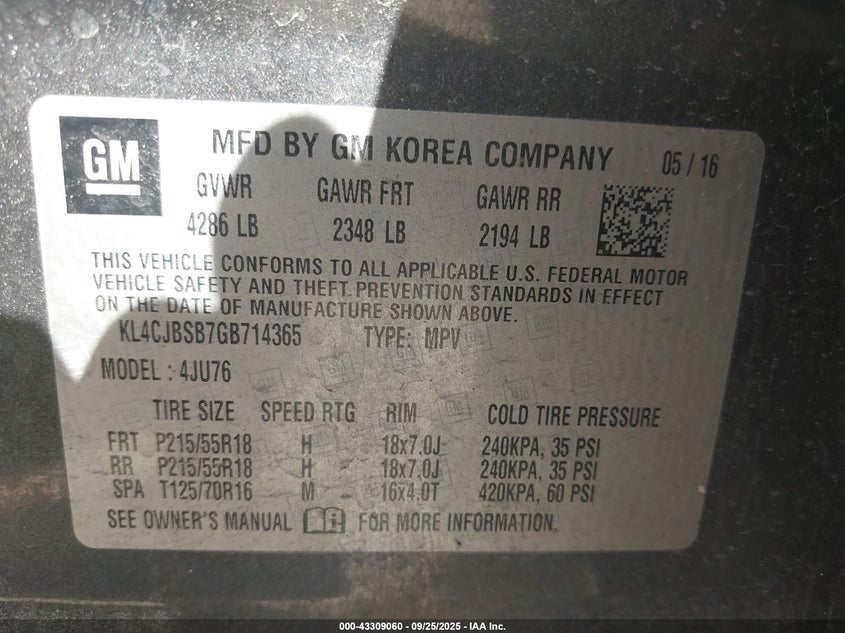 GM
MFD BY GM KOREA COMPANY 05 / 16
GVWR GAWR FRT GAWR RR
4286 LB 2348 LB 2194 LB
THIS VEHICLE CONFORMS TO ALL APPLICABLE U.S. FEDERAL MOTOR
VEHICLE SAFETY AND THEFT PREVENTION STANDARDS IN EFFECT
ON THE DATE OF MANUFACTURE SHOWN ABOVE.
KL4CJBSB7GB714365 TYPE: MPV
MODEL : 4JU76
TIRE SIZE SPEED RTG RIM COLD TIRE PRESSURE
FRT P215/55R18 H 18x7.0J 240KPA, 35 PSI
RR P215/55R18 H 18x7.0J 240KPA, 35 PSI
SPA T125/70R16 M 16x4.0T 420KPA, 60 PSI
SEE OWNER'S MANUAL FOR MORE INFORMATION.
000-43309060 - 09/25/2025 - IAA Inc.